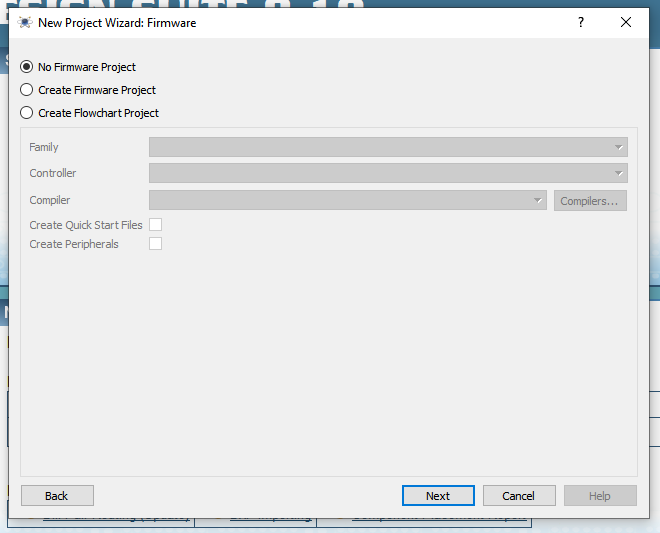 New Project Wizard: Firmware
?
No Firmware Project
Create Firmware Project
Create Flowchart Project
Family
Controller
Compiler
Compilers...
Create Quick Start Files
Create Peripherals
Back
Next
Cancel
Help